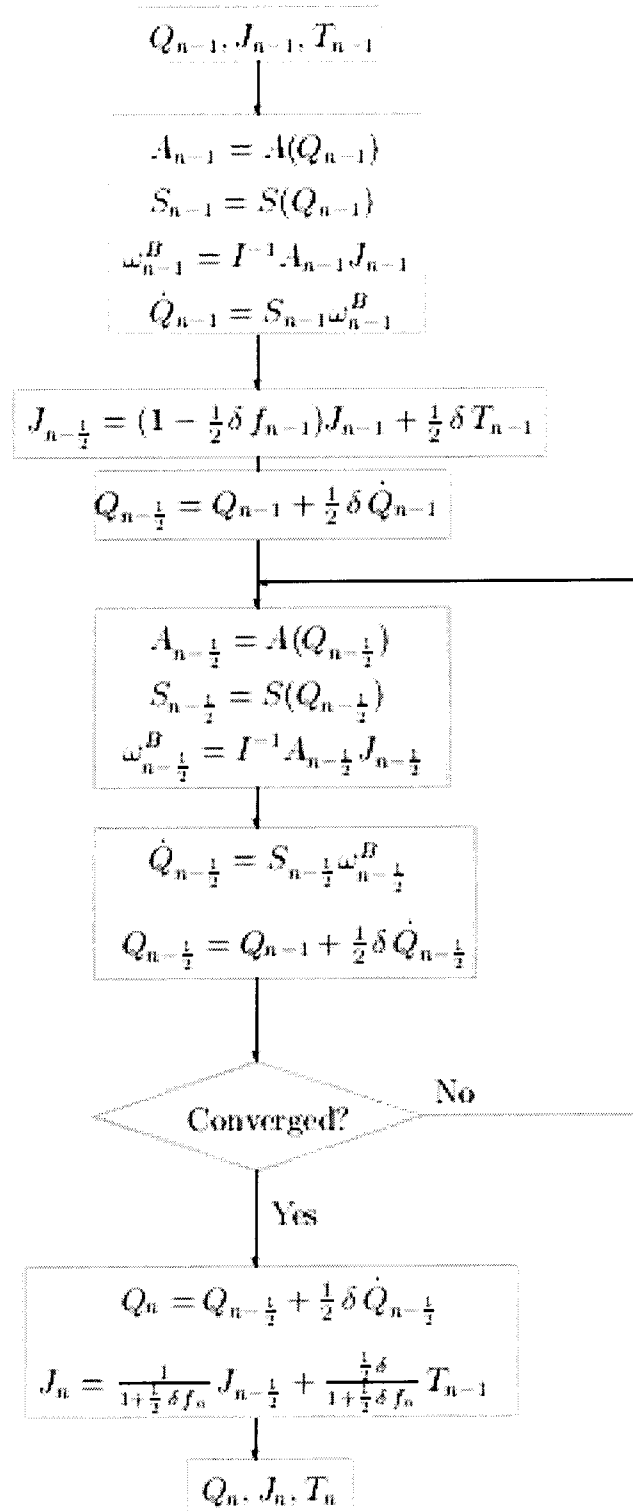 Q_{n−1}, J_{n−1}, T_{n−1}
A_{n−1} = A(Q_{n−1})
S_{n−1} = S(Q_{n−1})
ω^B_{n−1} = I^{−1} A_{n−1} J_{n−1}
Q̇_{n−1} = S_{n−1} ω^B_{n−1}
J_{n−½} = (1 − ½ δ f_{n−1}) J_{n−1} + ½ δ T_{n−1}
Q_{n−½} = Q_{n−1} + ½ δ Q̇_{n−1}
A_{n−½} = A(Q_{n−½})
S_{n−½} = S(Q_{n−½})
ω^B_{n−½} = I^{−1} A_{n−½} J_{n−½}
Q̇_{n−½} = S_{n−½} ω^B_{n−½}
Q_{n−½} = Q_{n−1} + ½ δ Q̇_{n−½}
No
Converged?
Yes
Q_n = Q_{n−½} + ½ δ Q̇_{n−½}
J_n = \frac{1}{1+½ δ f_n} J_{n−½} + \frac{½ δ}{1+½ δ f_n} T_{n−1}
Q_n, J_n, T_n